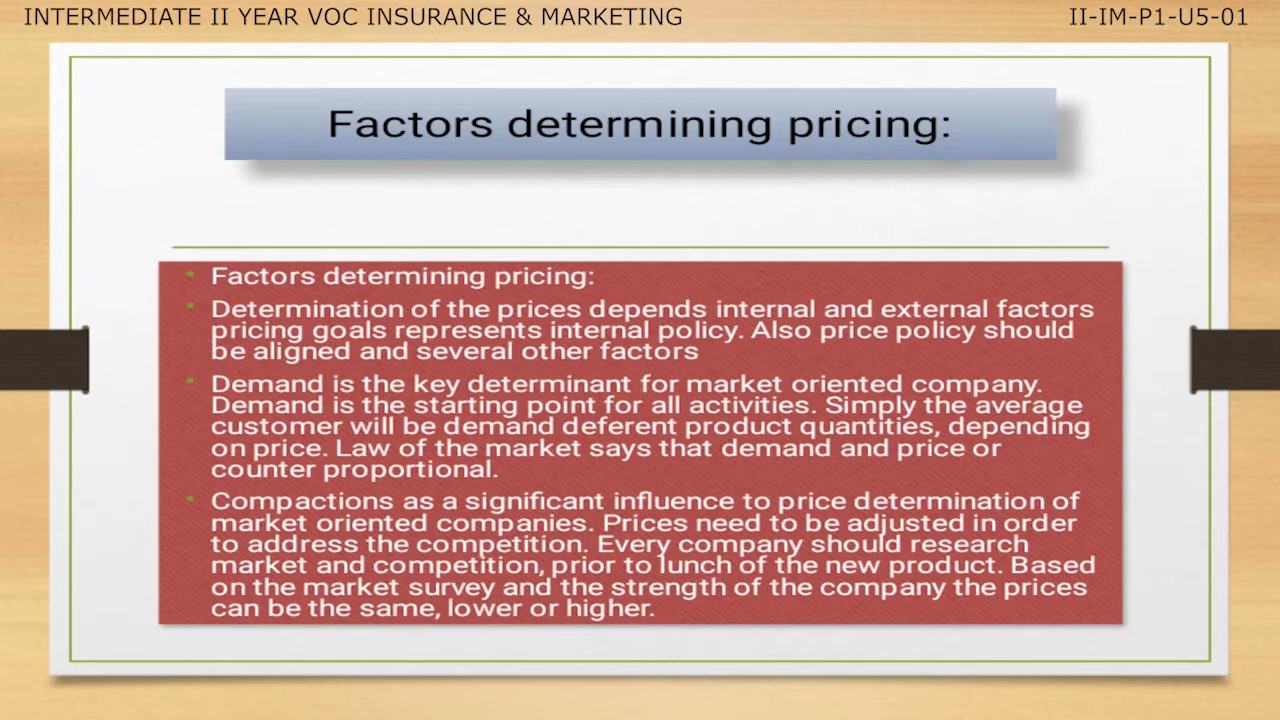 INTERMEDIATE II YEAR VOC INSURANCE & MARKETING
II-IM-P1-U5-01
Factors determining pricing:
• Factors determining pricing:
• Determination of the prices depends internal and external factors
pricing goals represents internal policy. Also price policy should
be aligned and several other factors
• Demand is the key determinant for market oriented company.
Demand is the starting point for all activities. Simply the average
customer will be demand deferent product quantities, depending
on price. Law of the market says that demand and price or
counter proportional.
• Compactions as a significant influence to price determination of
market oriented companies. Prices need to be adjusted in order
to address the competition. Every company should research
market and competition, prior to lunch of the new product. Based
on the market survey and the strength of the company the prices
can be the same, lower or higher.